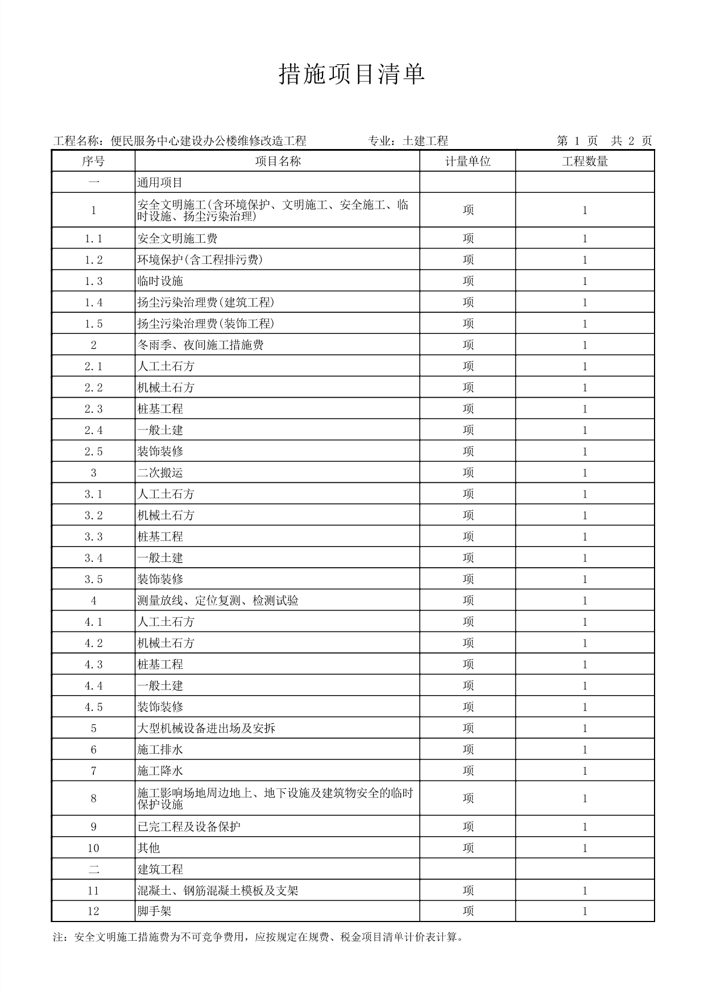 措施项目清单
工程名称：便民服务中心建设办公楼维修改造工程 专业：土建工程 第 1 页 共 2 页
序号 项目名称 计量单位 工程数量
一 通用项目
1 安全文明施工(含环境保护、文明施工、安全施工、临
时设施、扬尘污染治理) 项 1
1.1 安全文明施工费 项 1
1.2 环境保护(含工程排污费) 项 1
1.3 临时设施 项 1
1.4 扬尘污染治理费(建筑工程) 项 1
1.5 扬尘污染治理费(装饰工程) 项 1
2 冬雨季、夜间施工措施费 项 1
2.1 人工土石方 项 1
2.2 机械土石方 项 1
2.3 桩基工程 项 1
2.4 一般土建 项 1
2.5 装饰装修 项 1
3 二次搬运 项 1
3.1 人工土石方 项 1
3.2 机械土石方 项 1
3.3 桩基工程 项 1
3.4 一般土建 项 1
3.5 装饰装修 项 1
4 测量放线、定位复测、检测试验 项 1
4.1 人工土石方 项 1
4.2 机械土石方 项 1
4.3 桩基工程 项 1
4.4 一般土建 项 1
4.5 装饰装修 项 1
5 大型机械设备进出场及安拆 项 1
6 施工排水 项 1
7 施工降水 项 1
8 施工影响场地周边地上、地下设施及建筑物安全的临时
保护设施 项 1
9 已完工程及设备保护 项 1
10 其他 项 1
二 建筑工程
11 混凝土、钢筋混凝土模板及支架 项 1
12 脚手架 项 1
注：安全文明施工措施费为不可竞争费用，应按规定在规费、税金项目清单计价表计算。